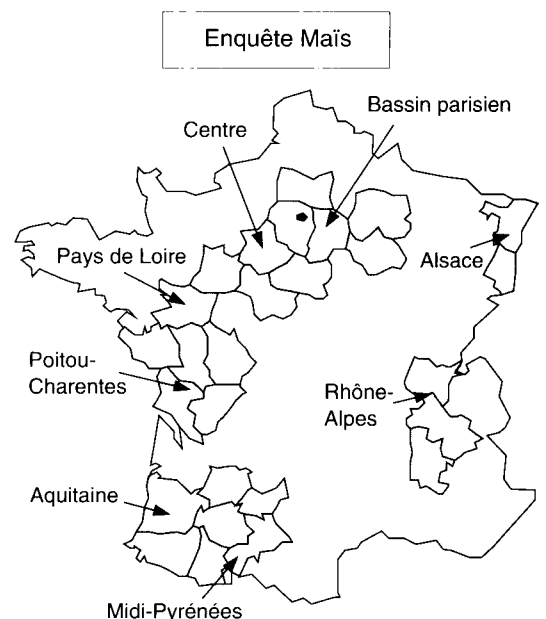 Enquête Maïs
Bassin parisien
Centre
Pays de Loire
Alsace
Poitou-
Charentes
Rhône-
Alpes
Aquitaine
Midi-Pyrénées